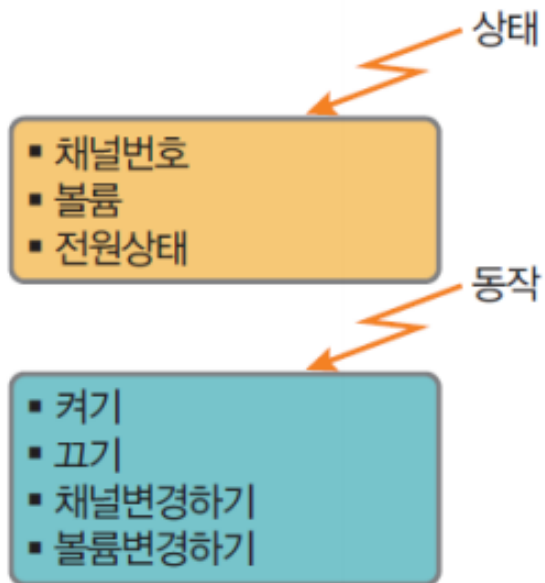 상태
▪ 채널번호
▪ 볼륨
▪ 전원상태
동작
▪ 켜기
▪ 끄기
▪ 채널변경하기
▪ 볼륨변경하기